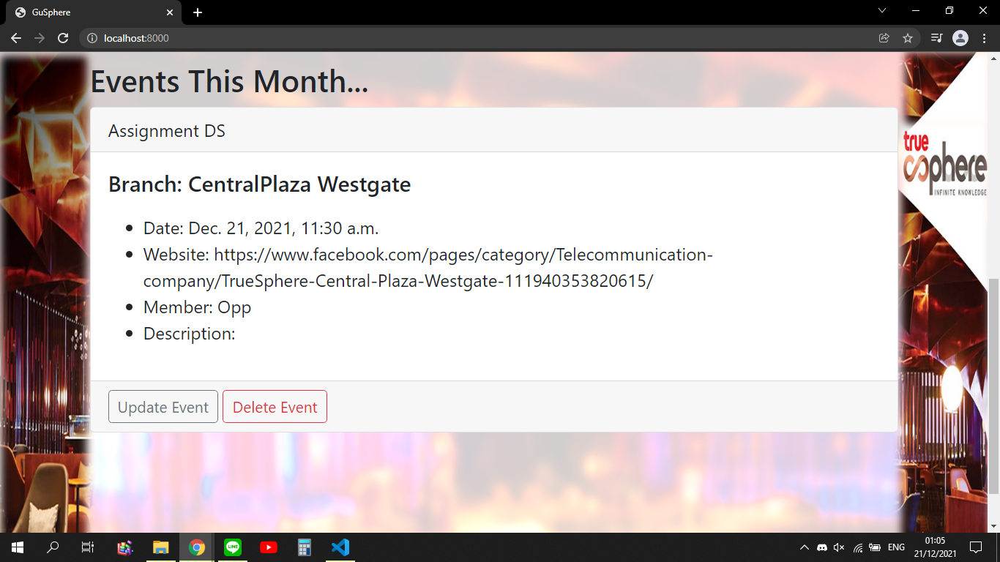 GuSphere
localhost:8000
Events This Month...
Assignment DS
Branch: CentralPlaza Westgate
Date: Dec. 21, 2021, 11:30 a.m.
Website: https://www.facebook.com/pages/category/Telecommunication-
company/TrueSphere-Central-Plaza-Westgate-111940353820615/
Member: Opp
Description:
Update Event
Delete Event
true
sphere
INFINITE KNOWLEDGE
LINE
ENG
01:05
21/12/2021